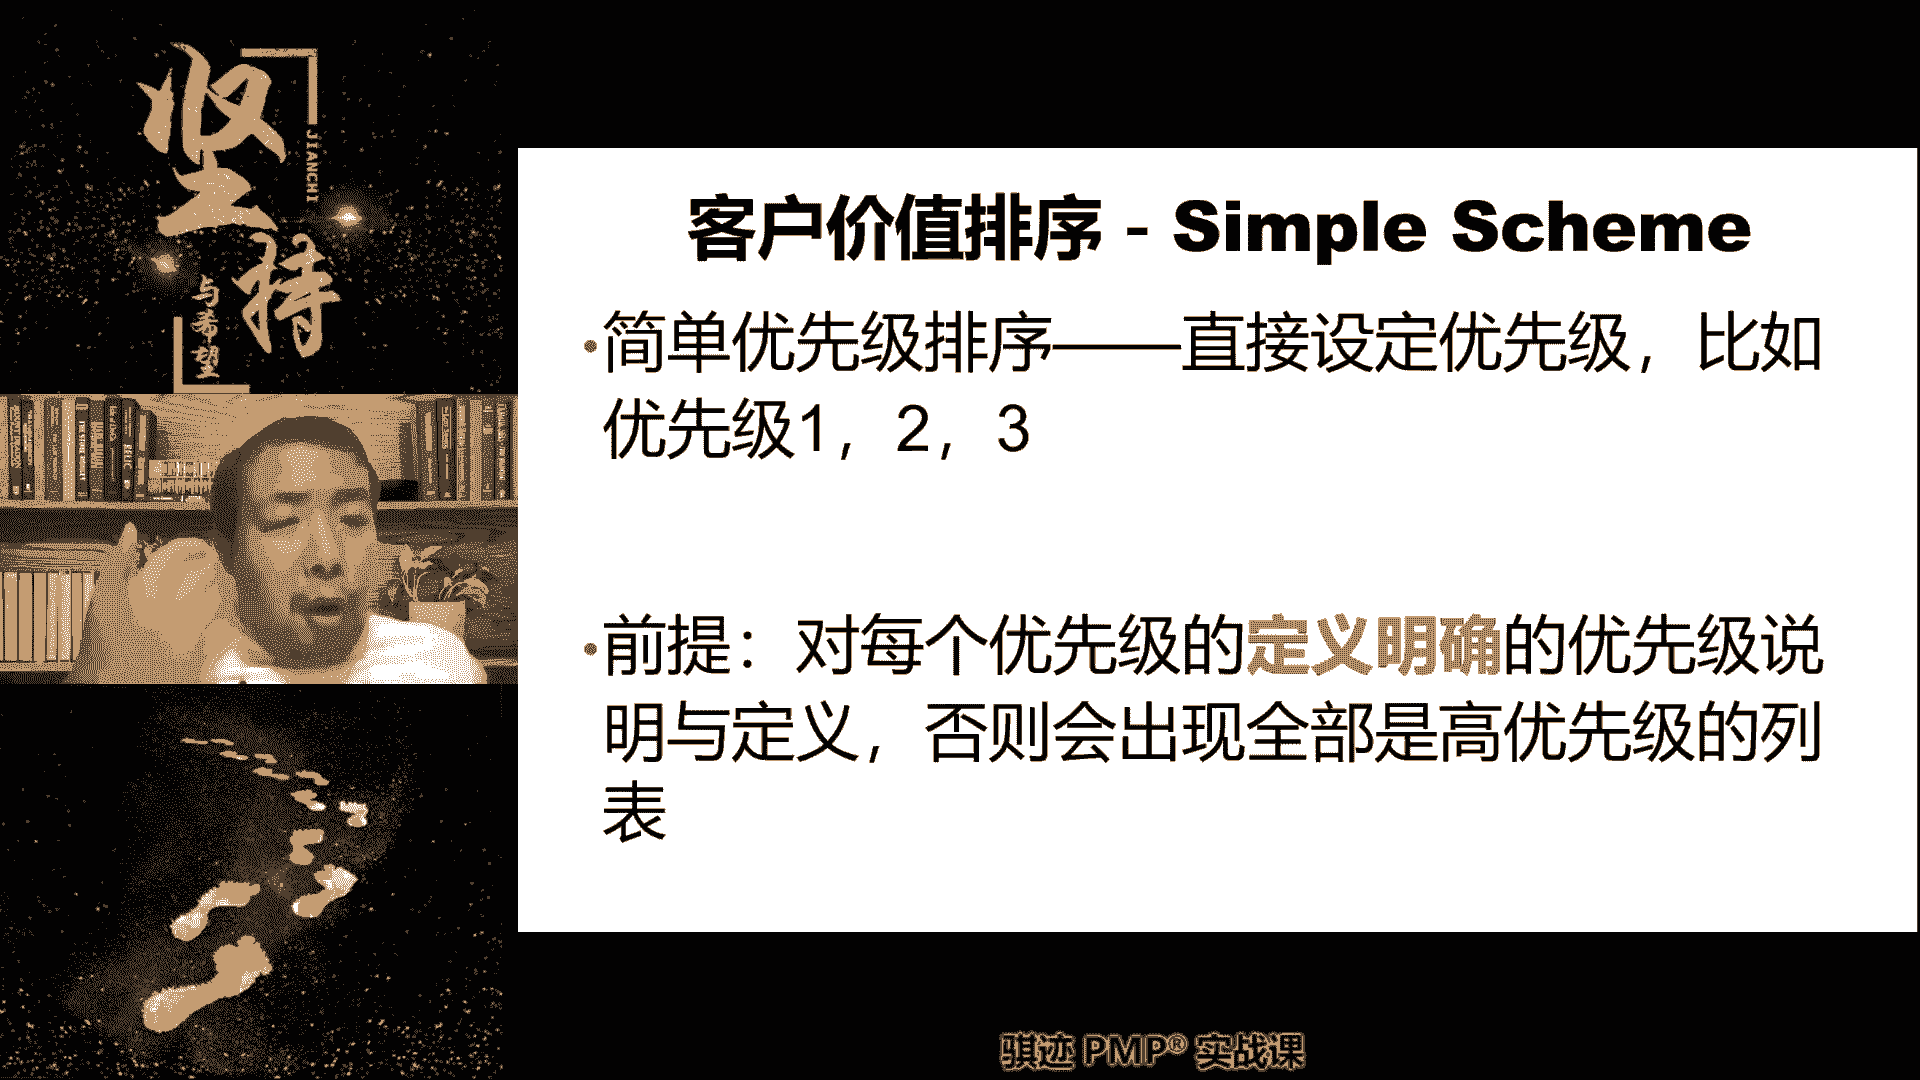 坚持
JIANCHI
与希望
客户价值排序 - Simple Scheme
•简单优先级排序——直接设定优先级，比如
优先级1，2，3
•前提：对每个优先级的定义明确的优先级说
明与定义，否则会出现全部是高优先级的列
表
骐迹 PMP® 实战课